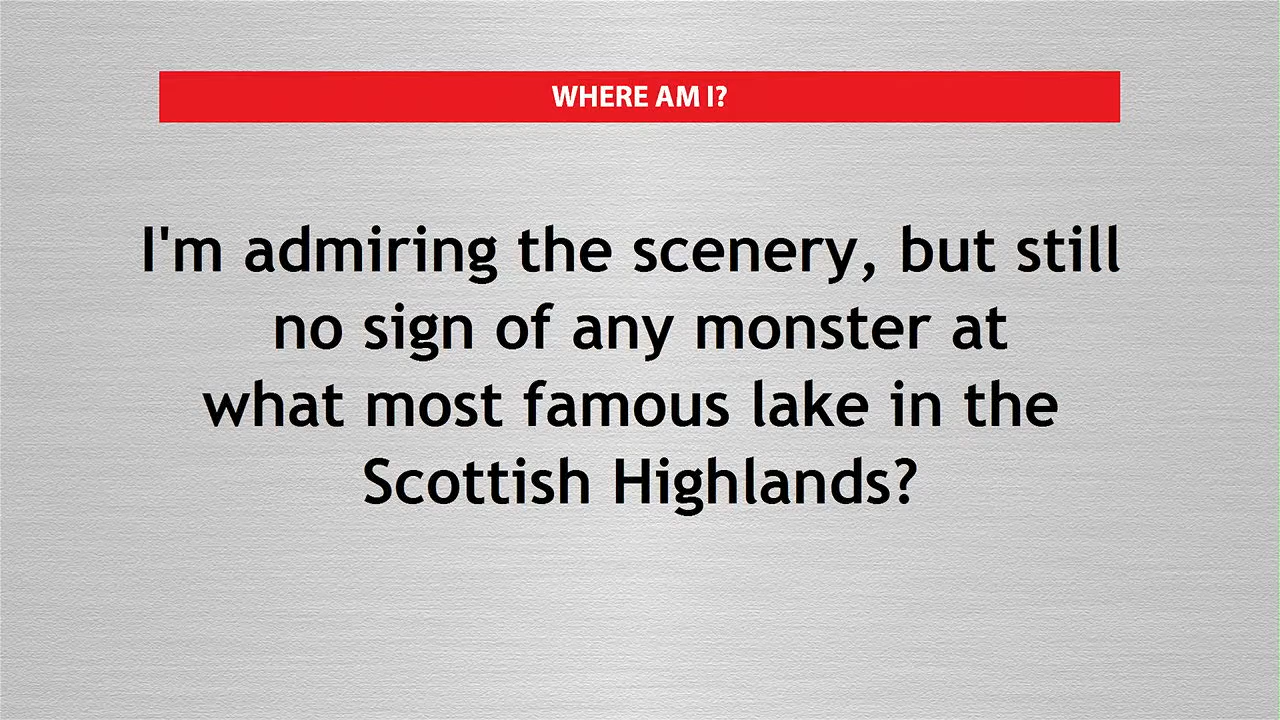 WHERE AM I?
I'm admiring the scenery, but still
no sign of any monster at
what most famous lake in the
Scottish Highlands?